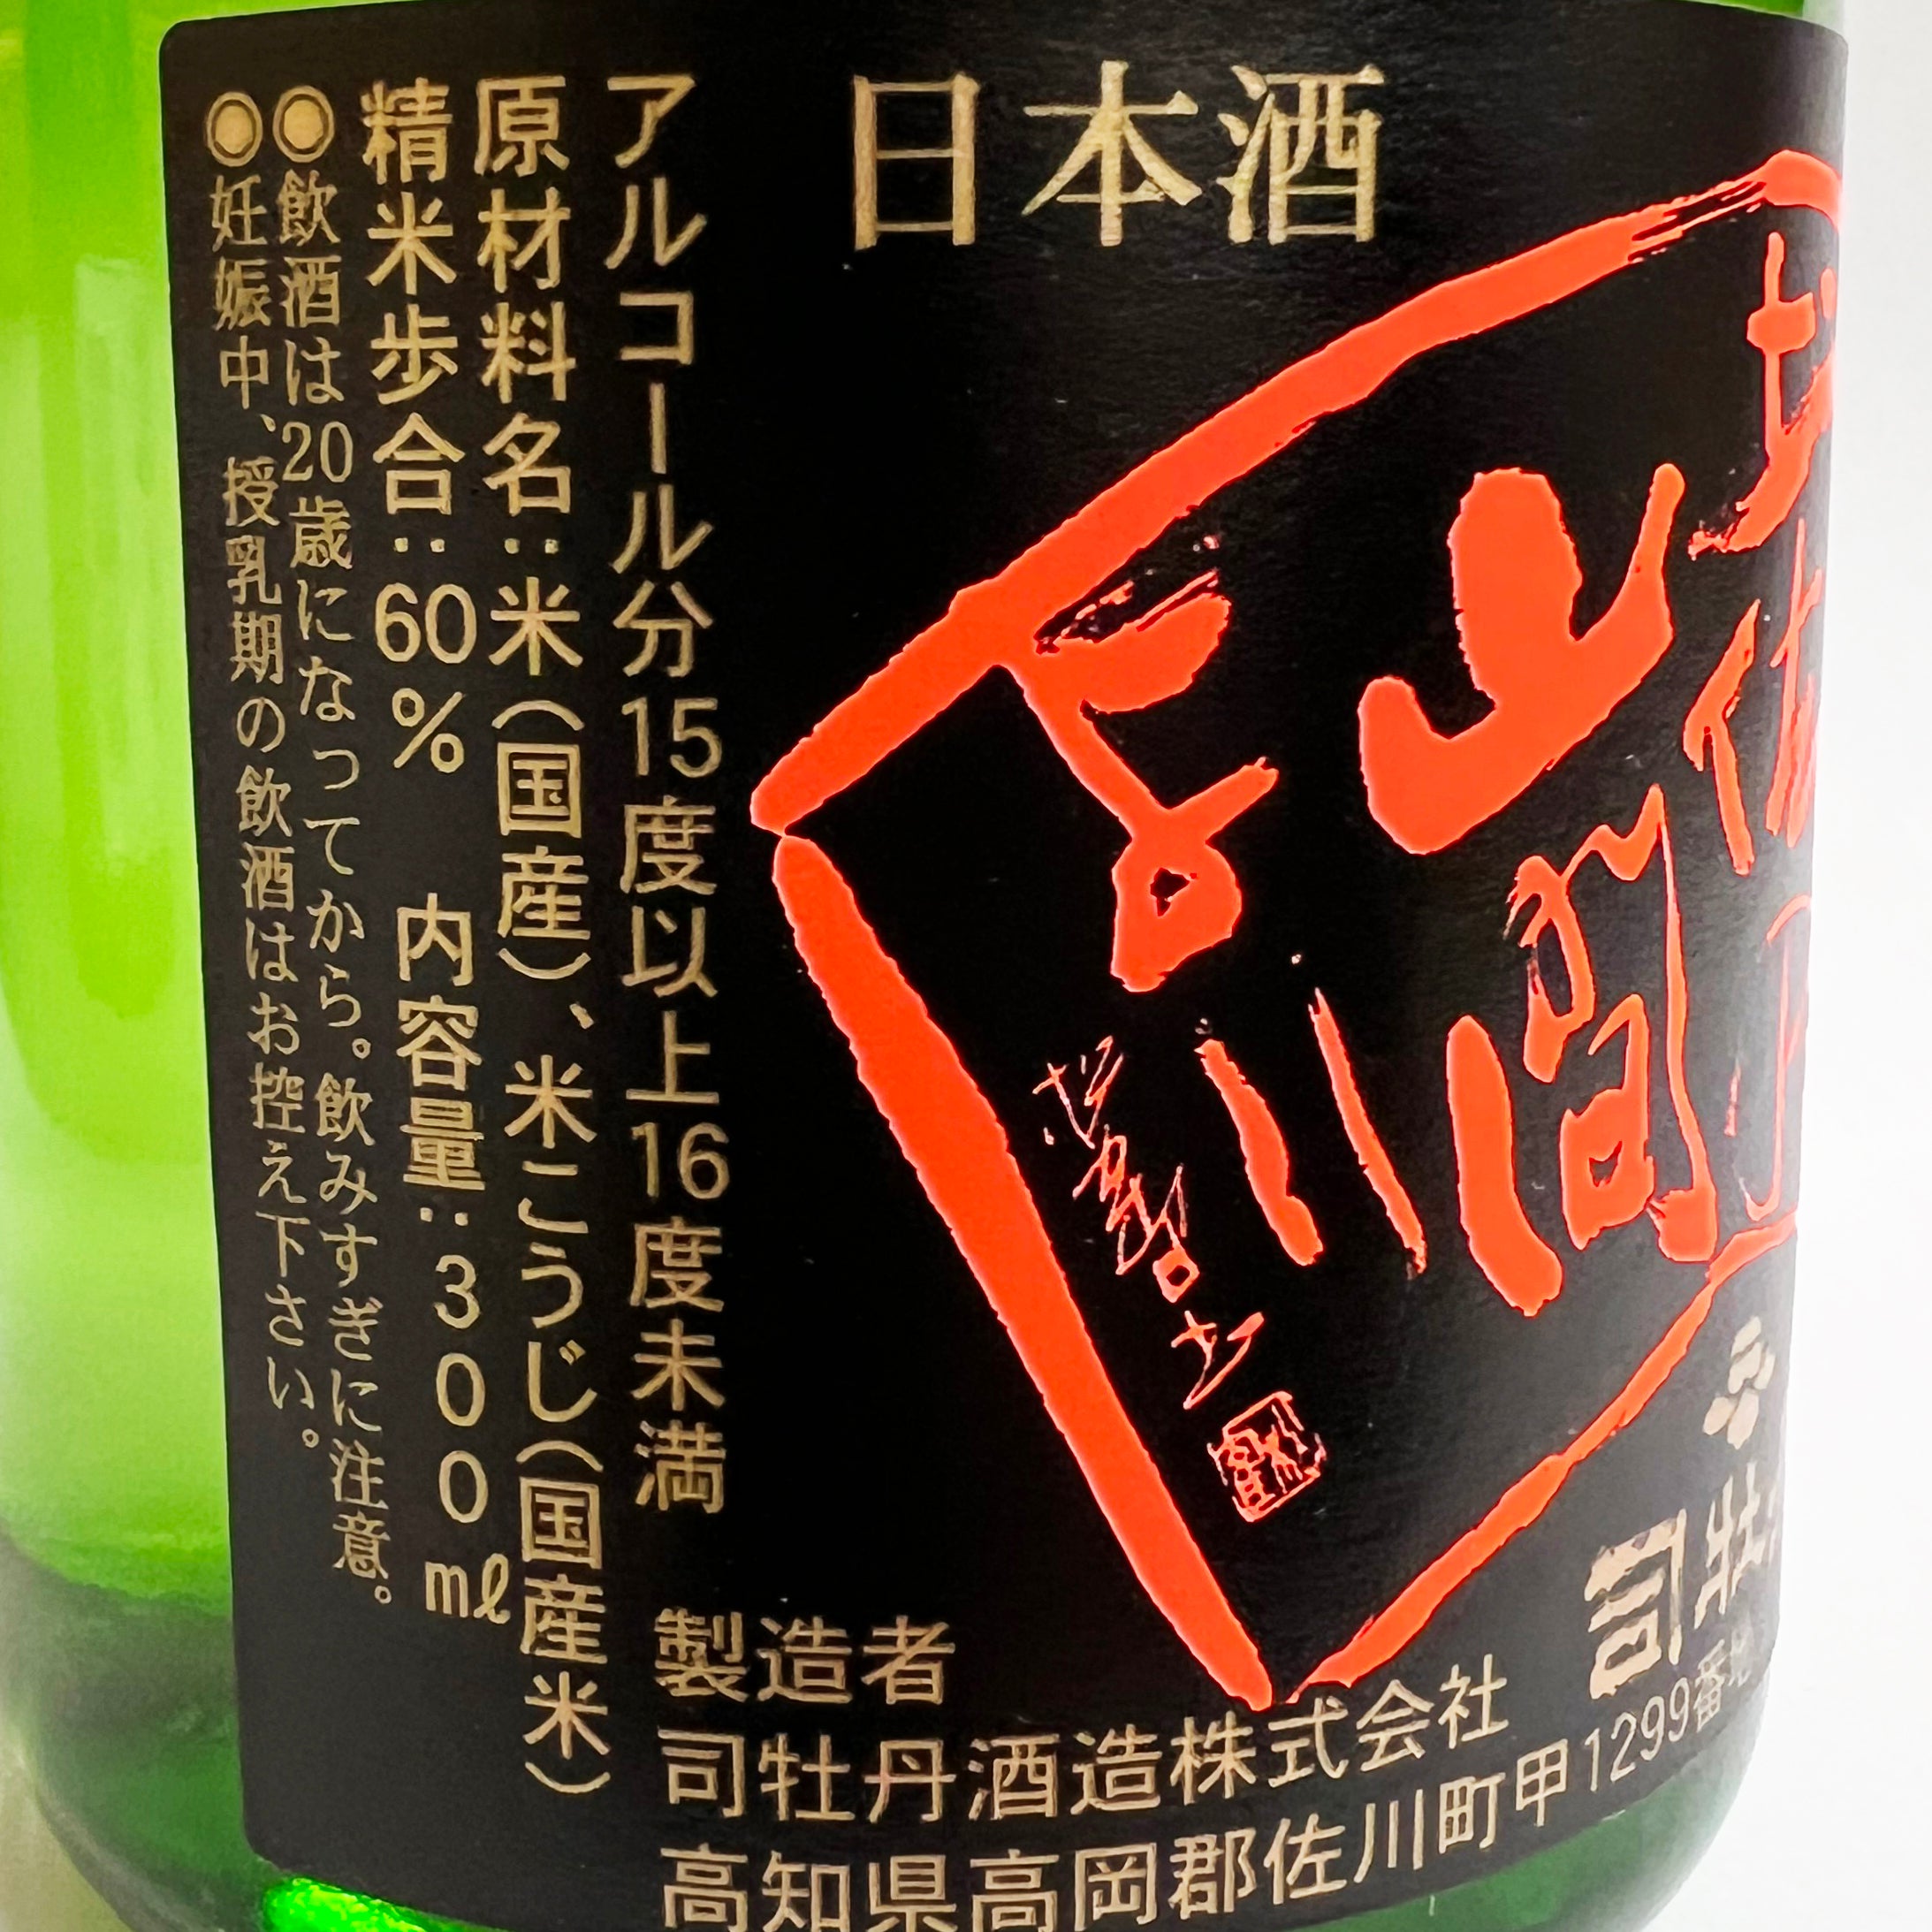 日本酒
アルコール分15度以上16度未満
原材料名：米（国産）、米こうじ（国産米）
精米歩合：60％　内容量：300㎖
◉飲酒は20歳になってから。飲みすぎに注意。
◉妊娠中、授乳期の飲酒はお控え下さい。
製造者
司牡丹酒造株式会社
高知県高岡郡佐川町甲1299番地
司牡